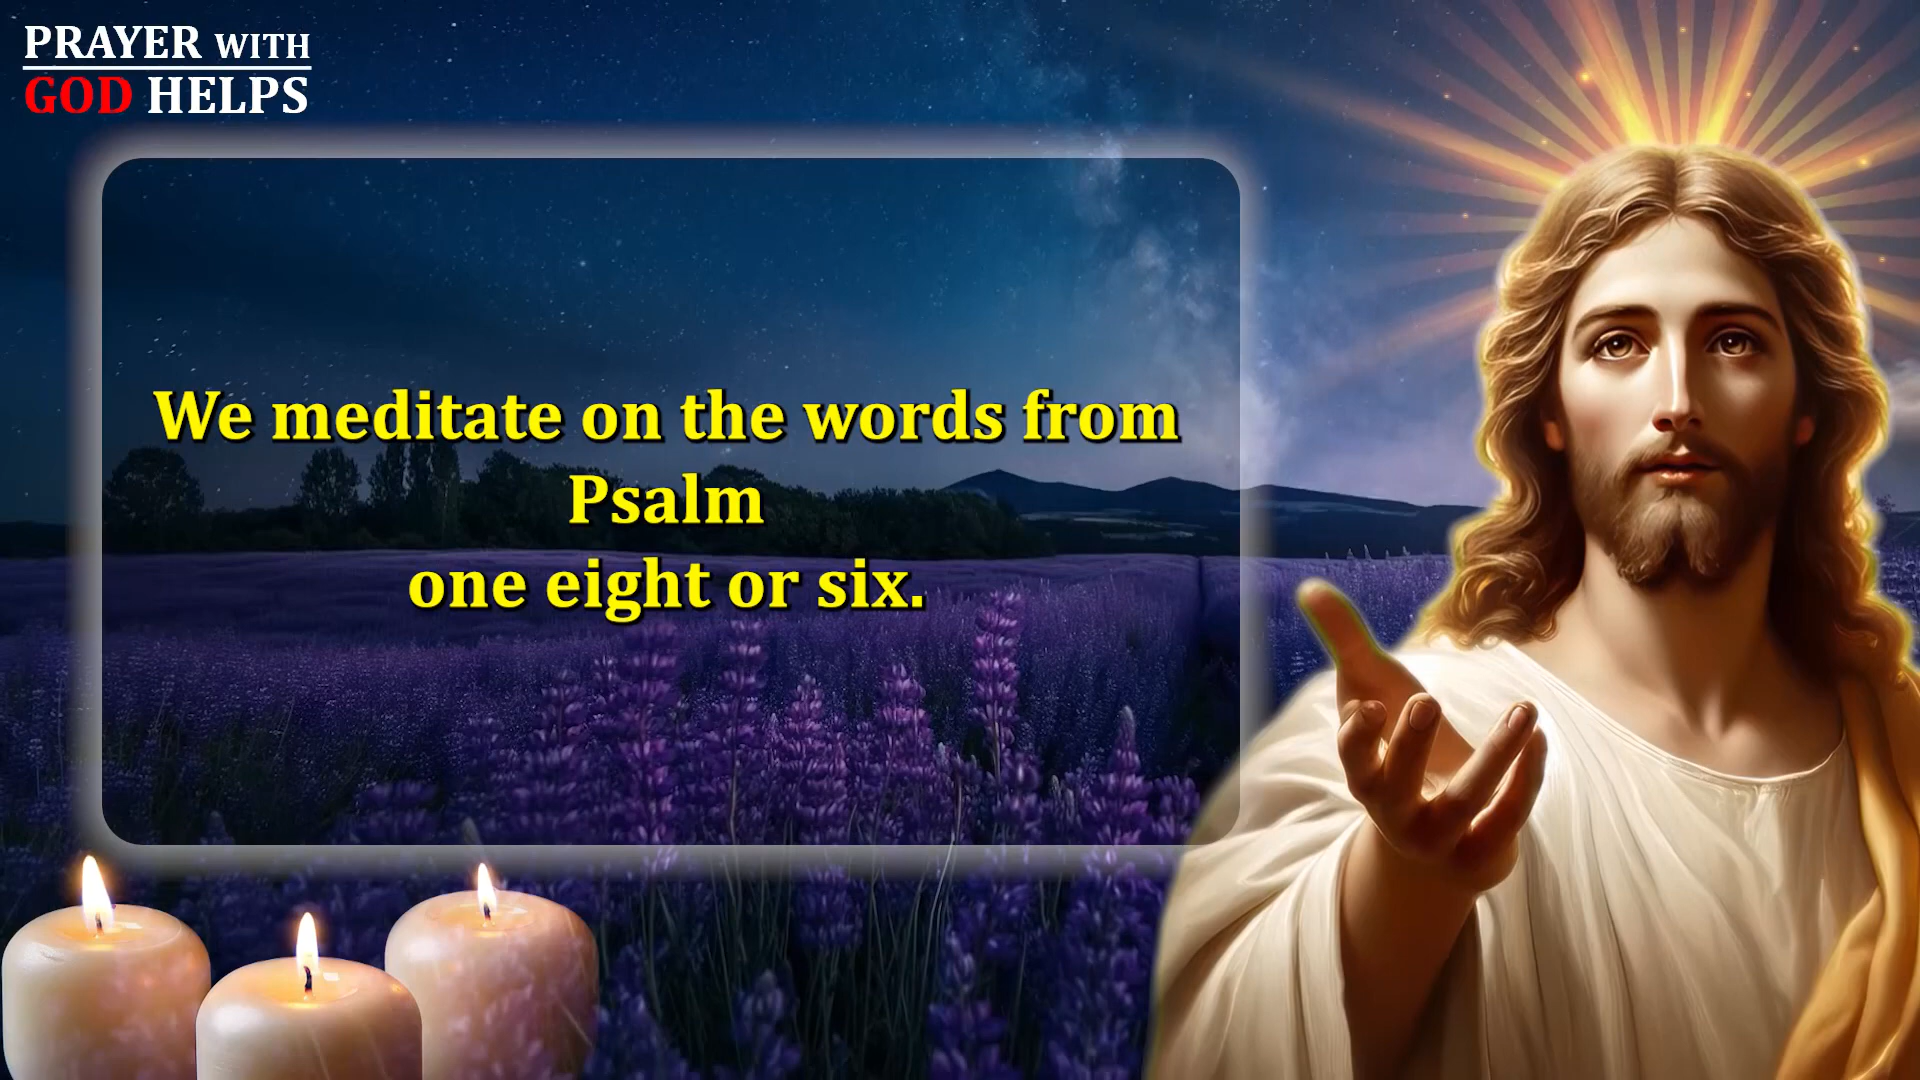 PRAYER WITH
GOD HELPS
We meditate on the words from
Psalm
one eight or six.